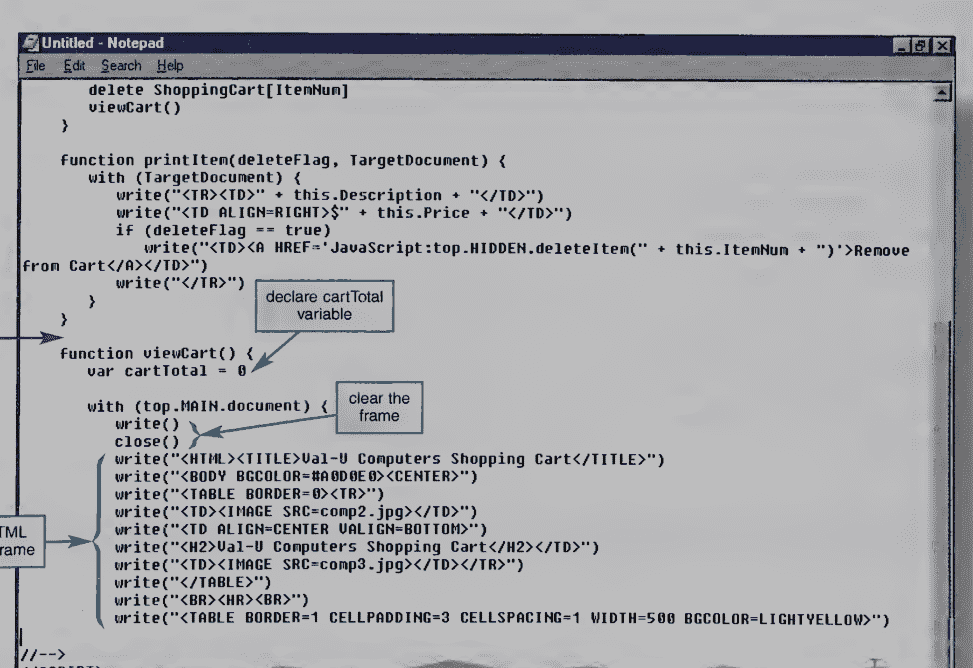 Untitled - Notepad
File Edit Search Help
delete ShoppingCart[ItemNum]
viewCart()
}
function printItem(deleteFlag, TargetDocument) {
with (TargetDocument) {
write("<TR><TD>" + this.Description + "</TD>")
write("<TD ALIGN=RIGHT>$" + this.Price + "</TD>")
if (deleteFlag == true)
write("<TD><A HREF='JavaScript:top.HIDDEN.deleteItem(" + this.ItemNum + ")'>Remove
from Cart</A></TD>")
write("</TR>")
}
}
declare cartTotal
variable
function viewCart() {
var cartTotal = 0
with (top.MAIN.document) {
write()
close()
clear the
frame
write("<HTML><TITLE>Val-U Computers Shopping Cart</TITLE>")
write("<BODY BGCOLOR=#A0D0E0><CENTER>")
write("<TABLE BORDER=0><TR>")
write("<TD><IMAGE SRC=comp2.jpg></TD>")
write("<TD ALIGN=CENTER VALIGN=BOTTOM>")
write("<H2>Val-U Computers Shopping Cart</H2></TD>")
write("<TD><IMAGE SRC=comp3.jpg></TD></TR>")
write("</TABLE>")
write("<BR><HR><BR>")
write("<TABLE BORDER=1 CELLPADDING=3 CELLSPACING=1 WIDTH=500 BGCOLOR=LIGHTYELLOW>")
TML
rame
//-->